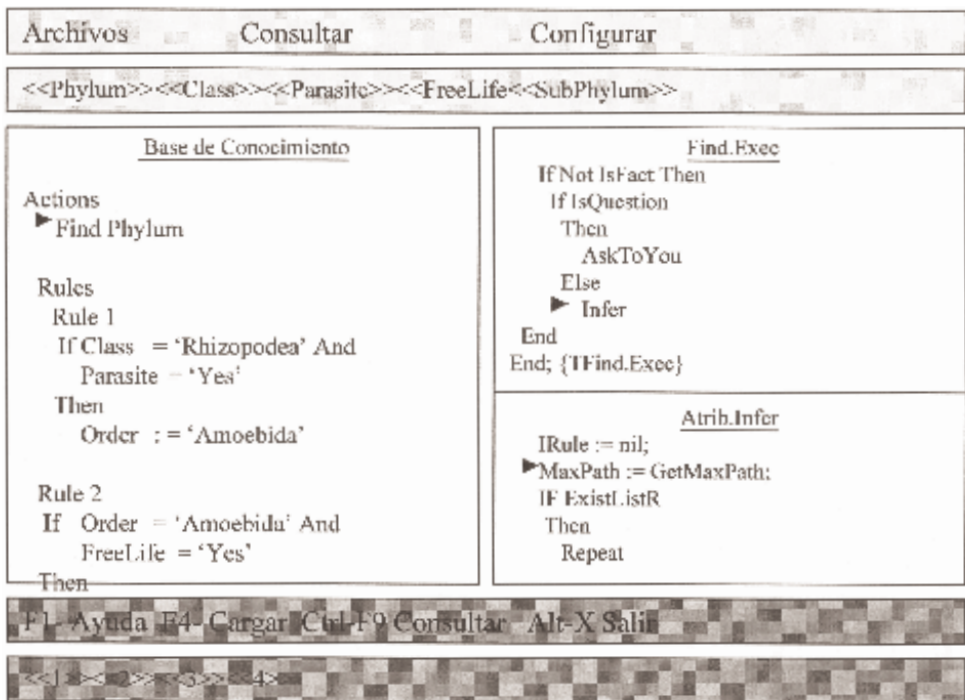 Archivos Consultar Configurar
<<Phylum>><<Class>><<Parasite>><<FreeLife<<SubPhylum>>
Base de Conocimiento
Actions
Find Phylum
Rules
Rule 1
If Class = 'Rhizopodea' And
Parasite = 'Yes'
Then
Order : = 'Amoebida'
Rule 2
If Order = 'Amoebida' And
FreeLife = 'Yes'
Then
Find.Exec
If Not IsFact Then
If IsQuestion
Then
AskToYou
Else
Infer
End
End; {TFind.Exec}
Atrib.Infer
IRule := nil;
MaxPath := GetMaxPath;
IF ExistListR
Then
Repeat
F1- Ayuda F4- Cargar Ctrl-F9 Consultar Alt-X Salir
<<1>><<2>><<3>><<4>>